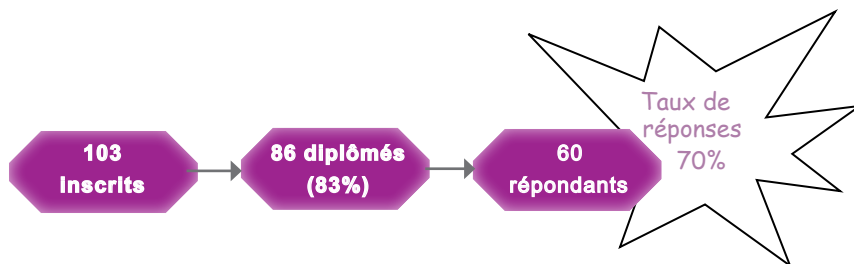 103
inscrits
86 diplômés
(83%)
60
répondants
Taux de
réponses
70%